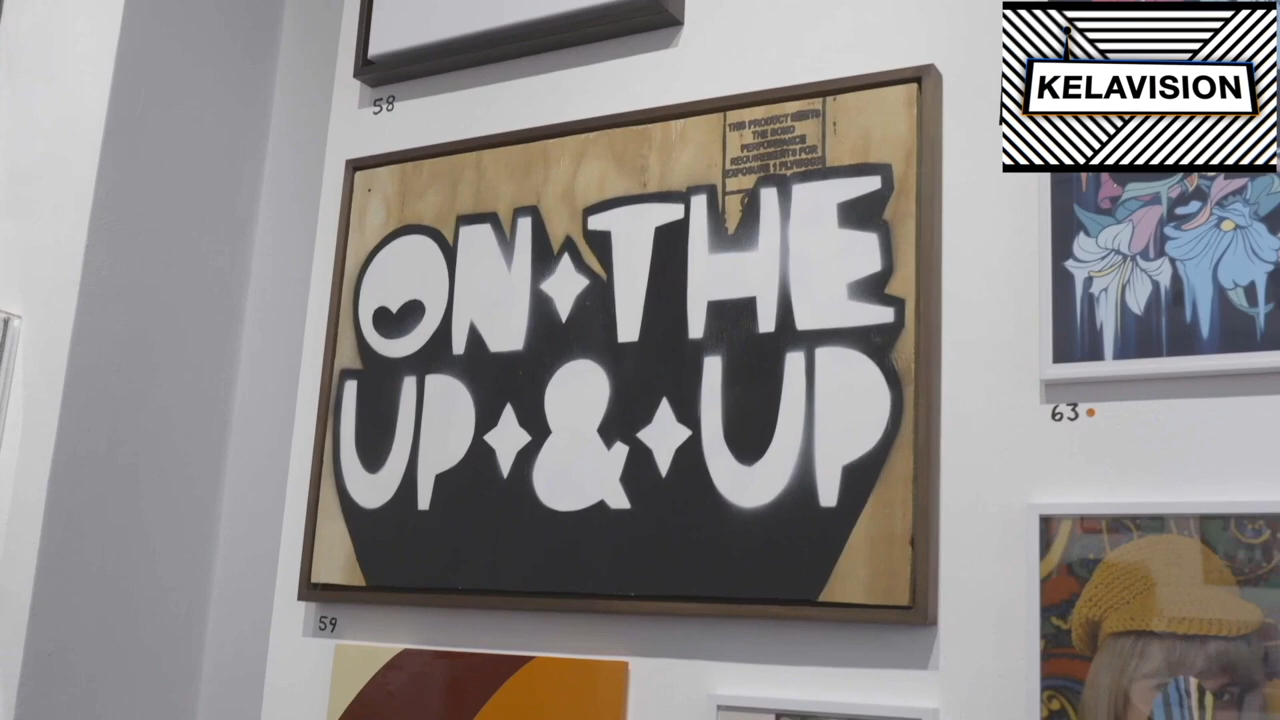 58
KELAVISION
THIS PRODUCT MEETS
THE BOND
PERFORMANCE
REQUIREMENTS FOR
EXPOSURE 1 PLYWOOD
ON THE
UP & UP
63
59